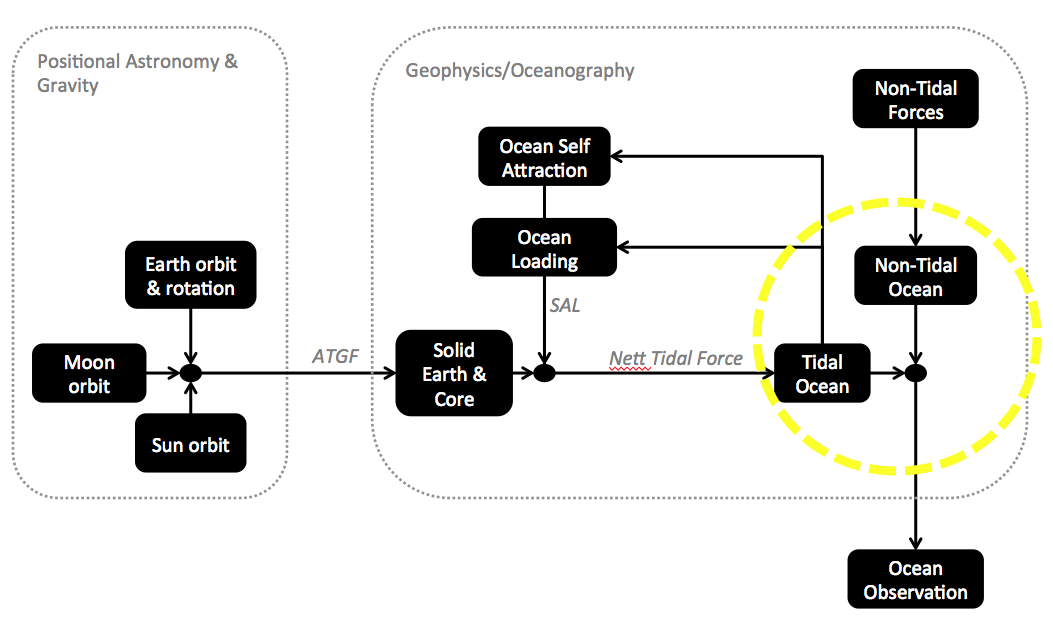 Positional Astronomy &
Gravity
Geophysics/Oceanography
Non-Tidal
Forces
Ocean Self
Attraction
Ocean
Loading
Non-Tidal
Ocean
Earth orbit
& rotation
SAL
Moon
orbit
ATGF
Solid
Earth &
Core
Nett Tidal Force
Tidal
Ocean
Sun orbit
Ocean
Observation